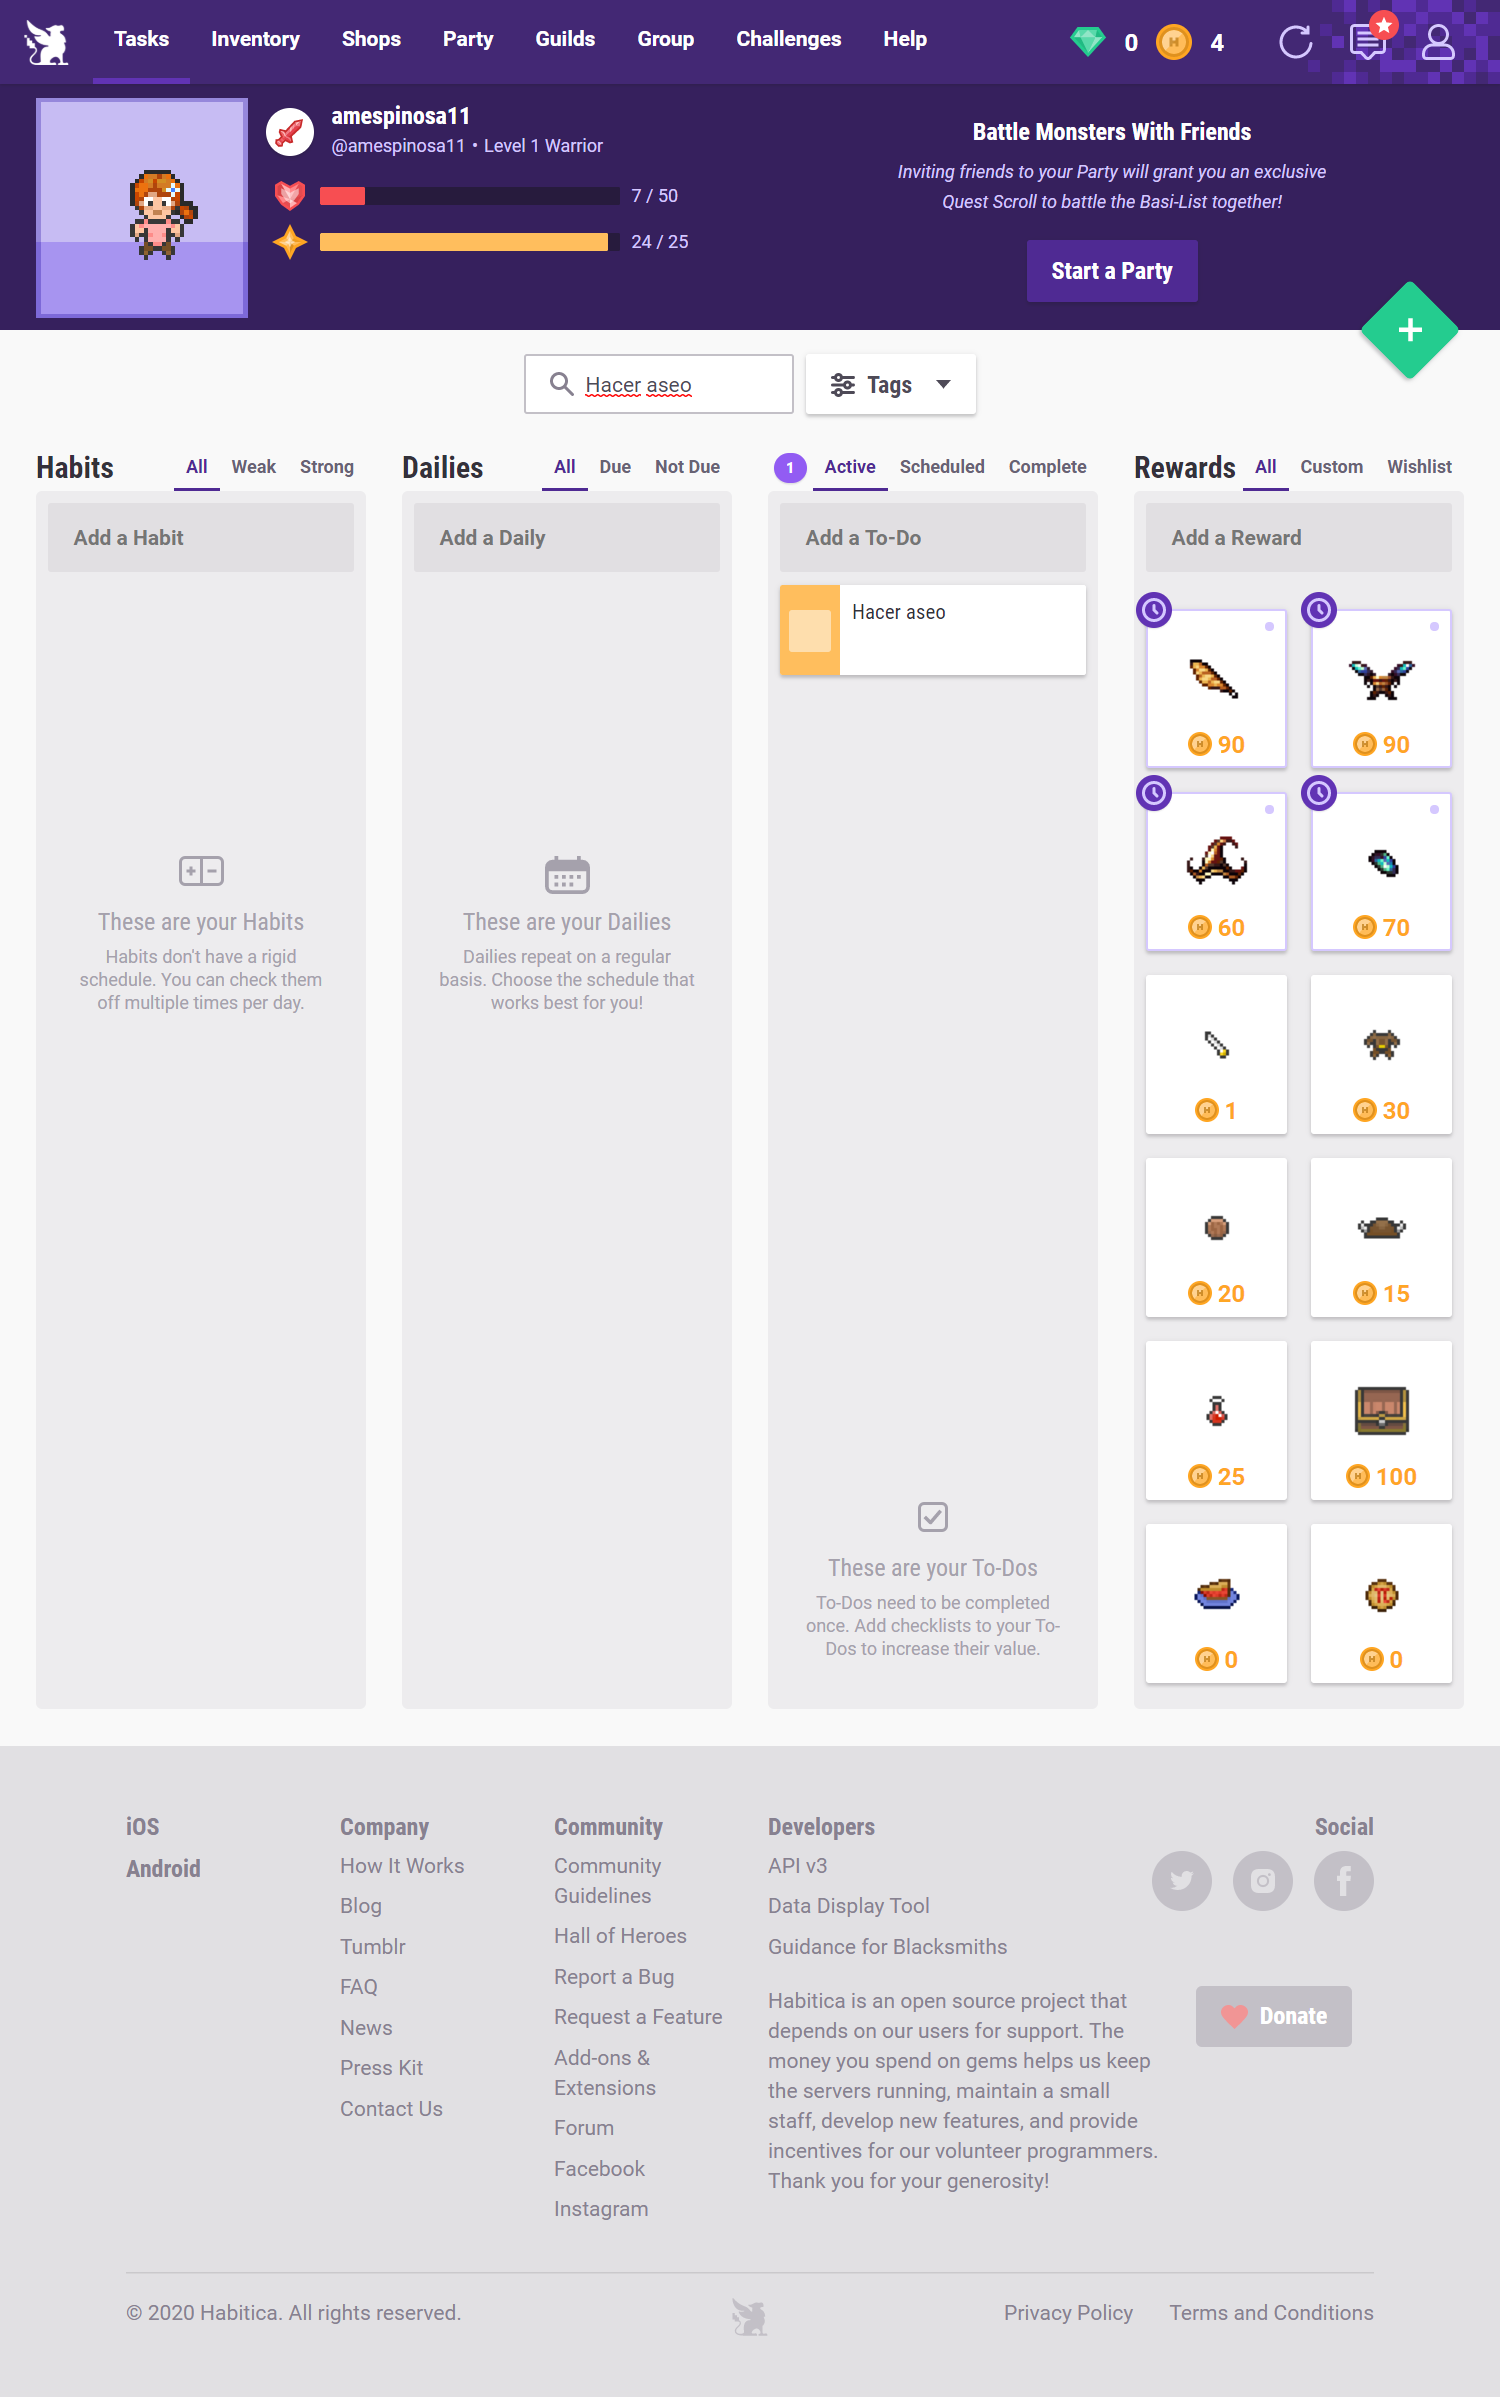 Tasks Inventory Shops Party Guilds Group Challenges Help 0 4
amespinosa11
@amespinosa11 • Level 1 Warrior
7 / 50
24 / 25
Battle Monsters With Friends
Inviting friends to your Party will grant you an exclusive
Quest Scroll to battle the Basi-List together!
Start a Party
Hacer aseo
Tags
Habits All Weak Strong
Add a Habit
These are your Habits
Habits don't have a rigid
schedule. You can check them
off multiple times per day.
Dailies All Due Not Due
Add a Daily
These are your Dailies
Dailies repeat on a regular
basis. Choose the schedule that
works best for you!
1 Active Scheduled Complete
Add a To-Do
Hacer aseo
These are your To-Dos
To-Dos need to be completed
once. Add checklists to your To-
Dos to increase their value.
Rewards All Custom Wishlist
Add a Reward
90 90
60 70
1 30
20 15
25 100
0 0
iOS
Android
Company
How It Works
Blog
Tumblr
FAQ
News
Press Kit
Contact Us
Community
Community
Guidelines
Hall of Heroes
Report a Bug
Request a Feature
Add-ons &
Extensions
Forum
Facebook
Instagram
Developers
API v3
Data Display Tool
Guidance for Blacksmiths
Habitica is an open source project that
depends on our users for support. The
money you spend on gems helps us keep
the servers running, maintain a small
staff, develop new features, and provide
incentives for our volunteer programmers.
Thank you for your generosity!
Social
Donate
© 2020 Habitica. All rights reserved.
Privacy Policy Terms and Conditions